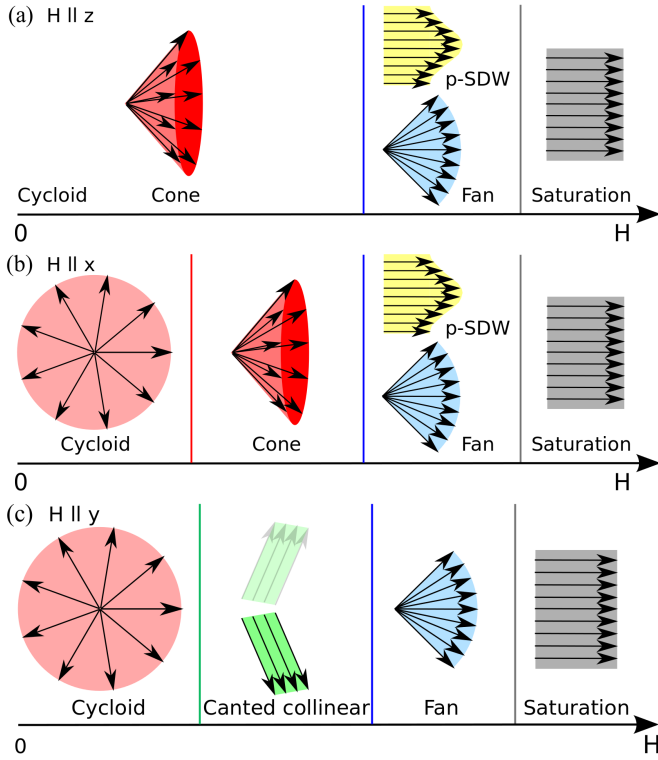 (a) H ll z
p-SDW
Cycloid Cone Fan Saturation
0 H
(b) H ll x
p-SDW
Cycloid Cone Fan Saturation
0 H
(c) H ll y
Cycloid Canted collinear Fan Saturation
0 H